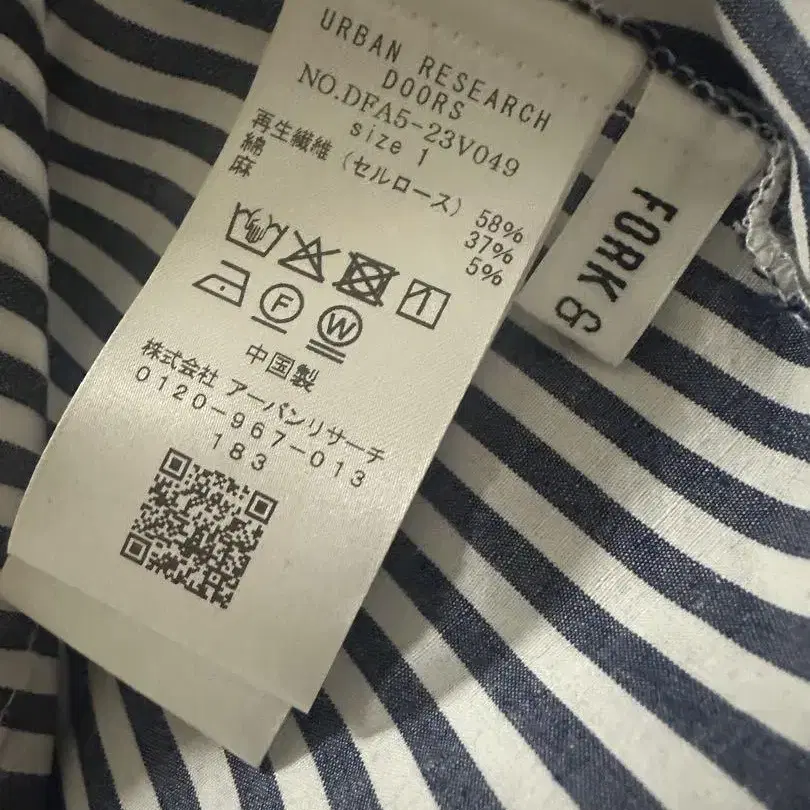 URBAN RESEARCH
DOORS
NO.DFA5-23V049
size 1
再生繊維（セルロース） 58%
綿 37%
麻 5%
F W
中国製
株式会社 アーバンリサーチ
0120-967-013
183
FORK &